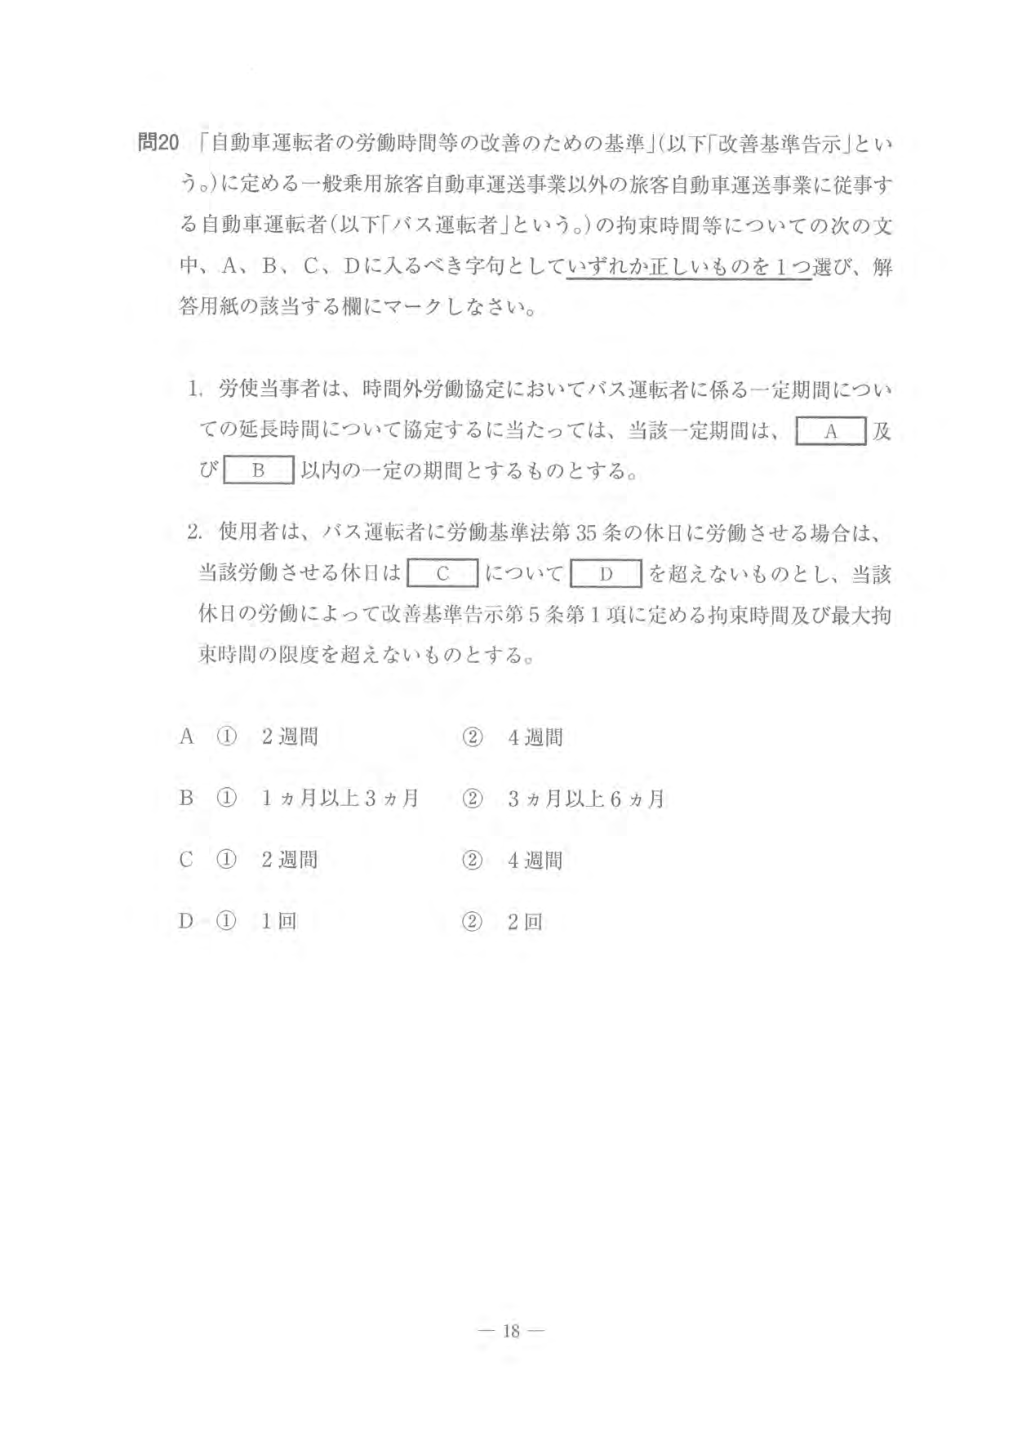 問20 「自動車運転者の労働時間等の改善のための基準」(以下「改善基準告示」とい
う。)に定める一般乗用旅客自動車運送事業以外の旅客自動車運送事業に従事す
る自動車運転者(以下「バス運転者」という。)の拘束時間等についての次の文
中、A、B、C、Dに入るべき字句としていずれか正しいものを1つ選び、解
答用紙の該当する欄にマークしなさい。
1. 労使当事者は、時間外労働協定においてバス運転者に係る一定期間につい
ての延長時間について協定するに当たっては、当該一定期間は、 A 及
び B 以内の一定の期間とするものとする。
2. 使用者は、バス運転者に労働基準法第35条の休日に労働させる場合は、
当該労働させる休日は C について D を超えないものとし、当該
休日の労働によって改善基準告示第5条第1項に定める拘束時間及び最大拘
束時間の限度を超えないものとする。
A ① 2週間 ② 4週間
B ① 1ヵ月以上3ヵ月 ② 3ヵ月以上6ヵ月
C ① 2週間 ② 4週間
D ① 1回 ② 2回
— 18 —